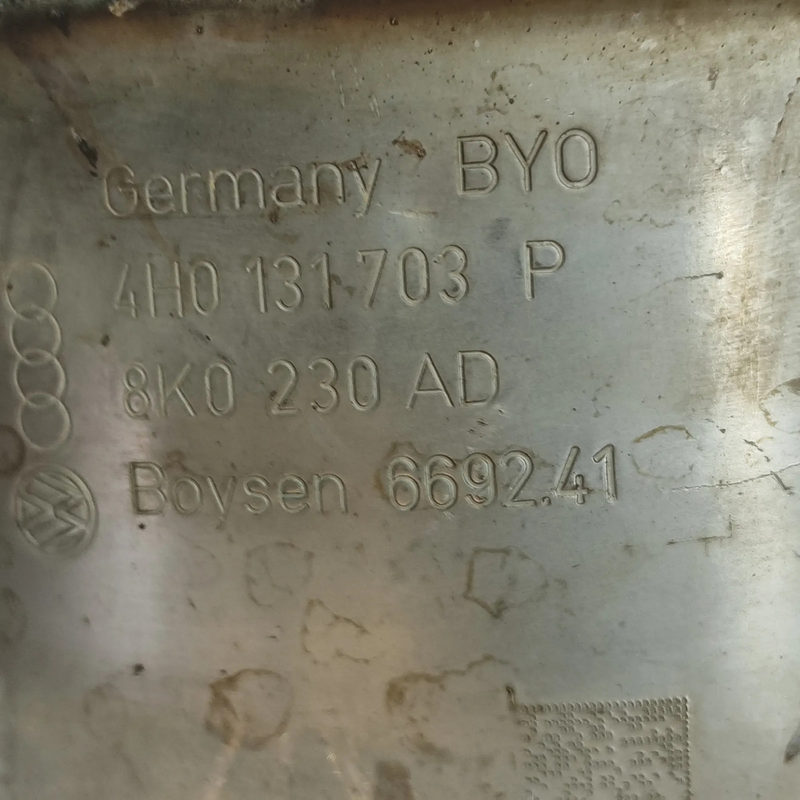 Germany BYO
4H0 131 703 P
8K0 230 AD
Boysen 6692.41